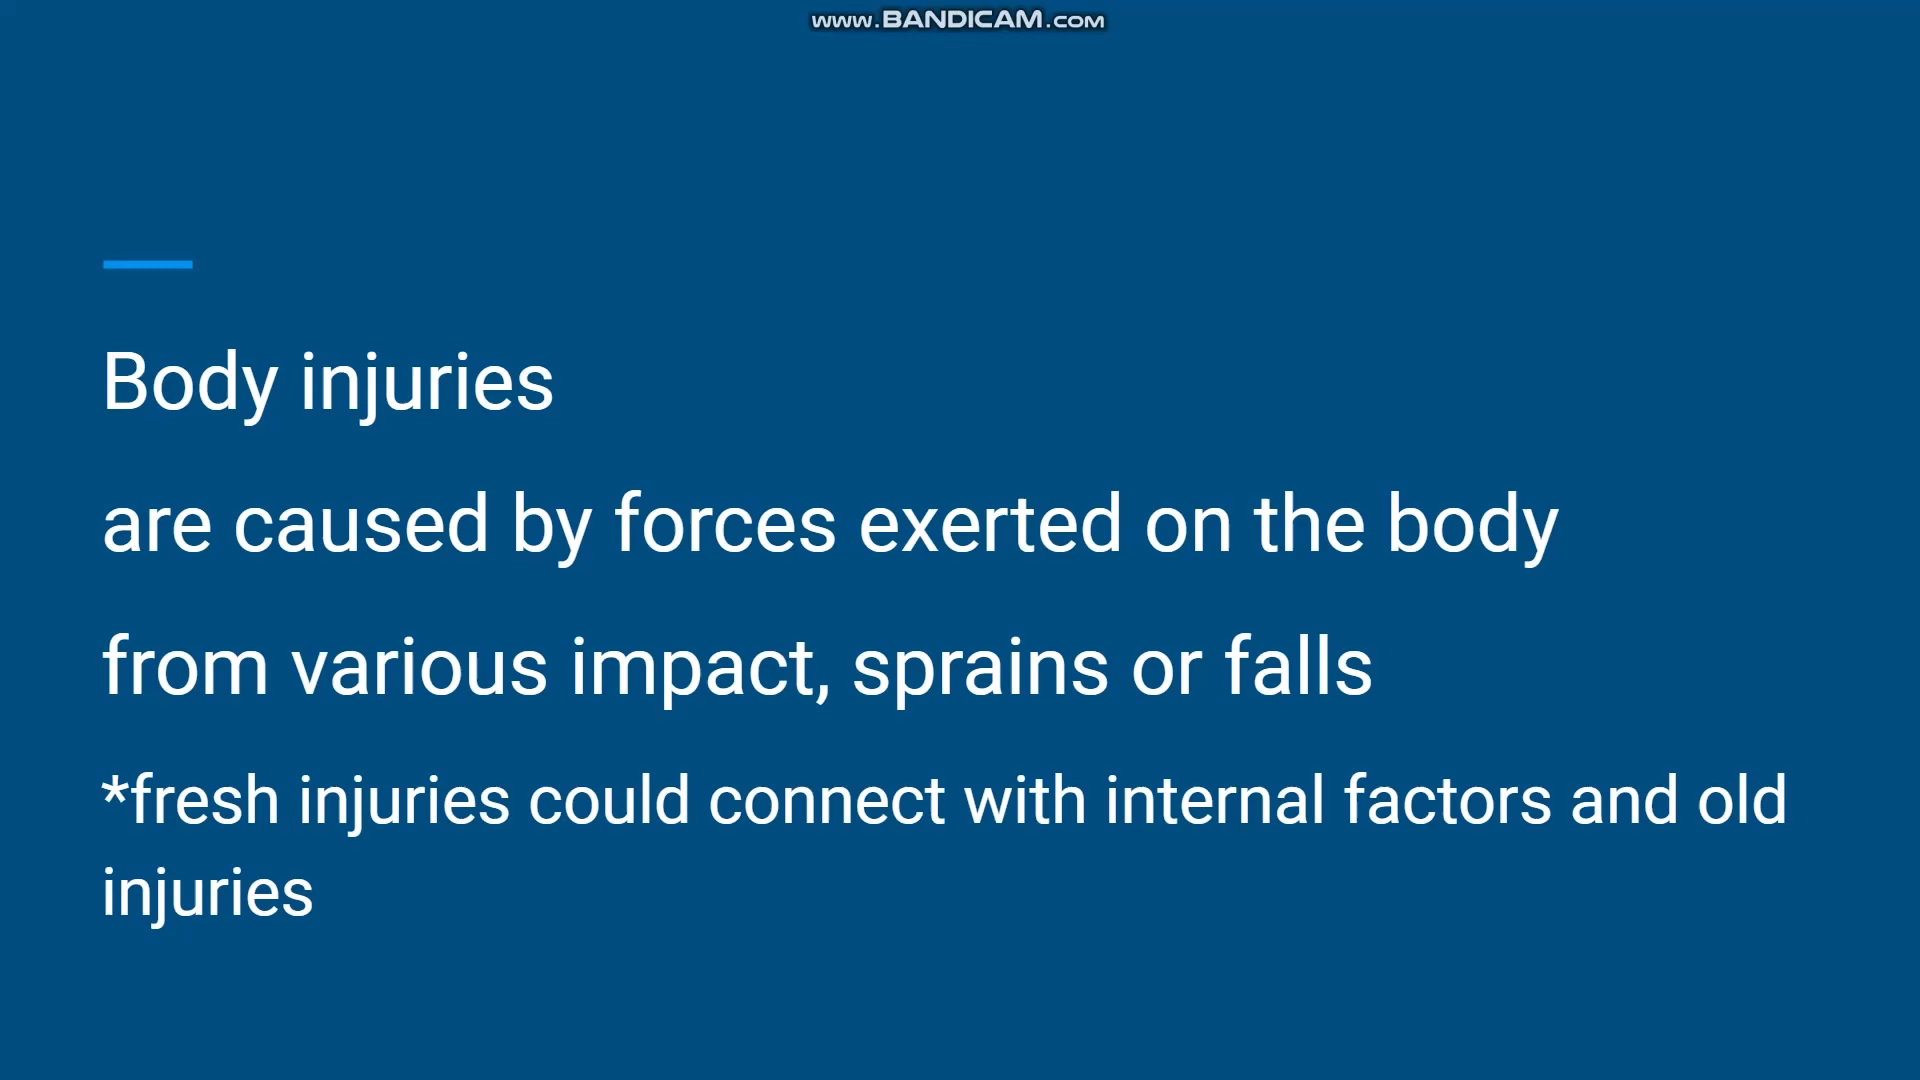 www.BANDICAM.com
Body injuries
are caused by forces exerted on the body
from various impact, sprains or falls
*fresh injuries could connect with internal factors and old
injuries